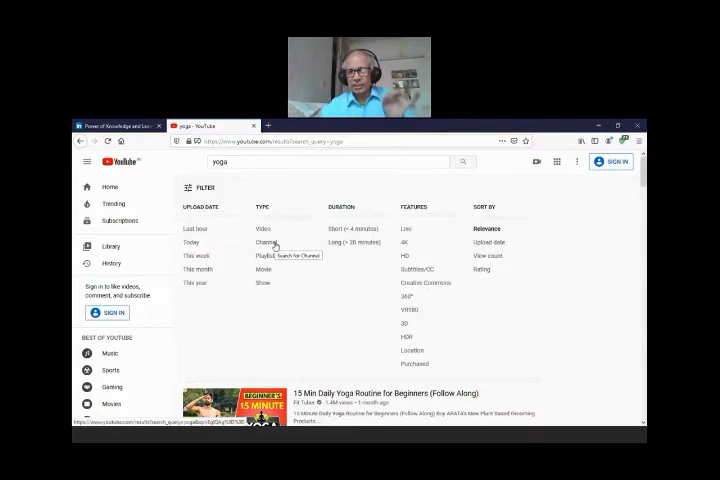 Power of Knowledge and Lea
yoga - YouTube
https://www.youtube.com/results?search_query=yoga
YouTube IN
yoga
SIGN IN
Home
Trending
Subscriptions
Library
History
Sign in to like videos,
comment, and subscribe.
SIGN IN
BEST OF YOUTUBE
Music
Sports
Gaming
Movies
FILTER
UPLOAD DATE
Last hour
Today
This week
This month
This year
TYPE
Video
Channel
Playlist
Movie
Show
Search for Channel
DURATION
Short (< 4 minutes)
Long (> 20 minutes)
FEATURES
Live
4K
HD
Subtitles/CC
Creative Commons
360°
VR180
3D
HDR
Location
Purchased
SORT BY
Relevance
Upload date
View count
Rating
BEGINNER'S
15 MINUTE
YOGA
15 Min Daily Yoga Routine for Beginners (Follow Along)
Fit Tuber 1.4M views • 1 month ago
15 Minute Daily Yoga Routine for Beginners (Follow Along) Buy ARATA's New Plant Based Grooming
Products...